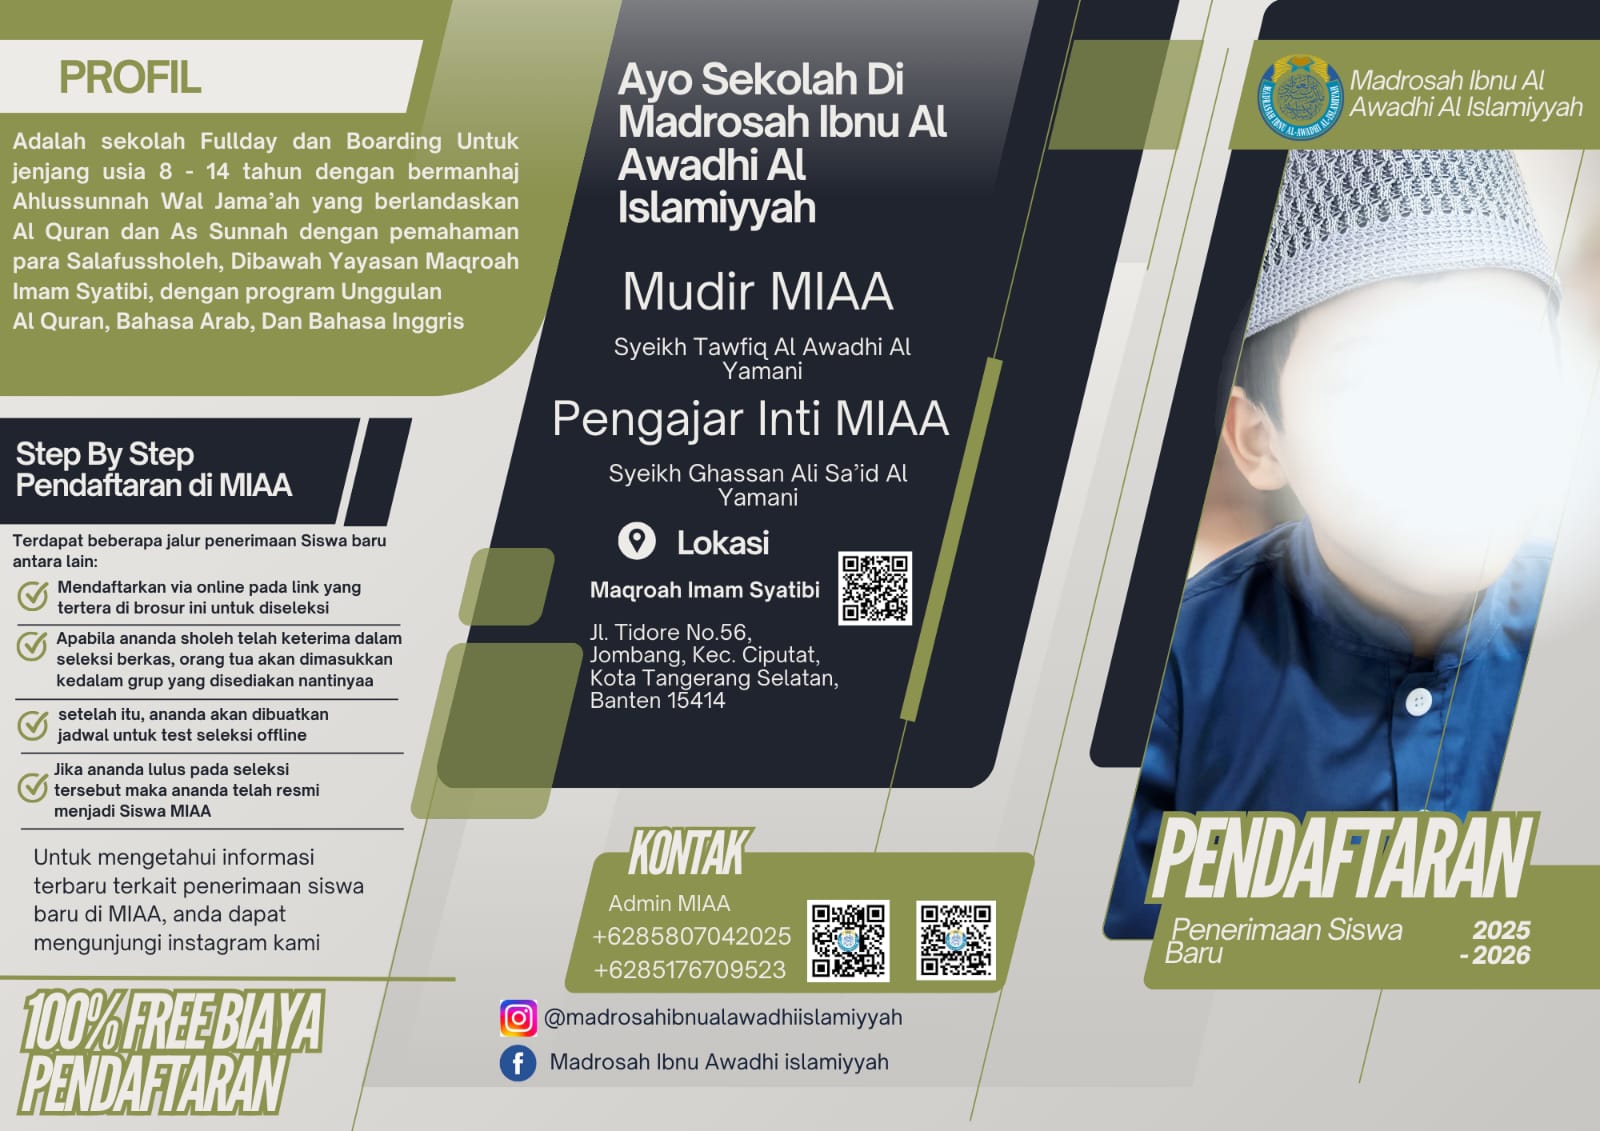 PROFIL
Adalah sekolah Fullday dan Boarding Untuk
jenjang usia 8 - 14 tahun dengan bermanhaj
Ahlussunnah Wal Jama’ah yang berlandaskan
Al Quran dan As Sunnah dengan pemahaman
para Salafussholeh, Dibawah Yayasan Maqroah
Imam Syatibi, dengan program Unggulan
Al Quran, Bahasa Arab, Dan Bahasa Inggris
Step By Step
Pendaftaran di MIAA
Terdapat beberapa jalur penerimaan Siswa baru
antara lain:
Mendaftarkan via online pada link yang
tertera di brosur ini untuk diseleksi
Apabila ananda sholeh telah keterima dalam
seleksi berkas, orang tua akan dimasukkan
kedalam grup yang disediakan nantinyaa
setelah itu, ananda akan dibuatkan
jadwal untuk test seleksi offline
Jika ananda lulus pada seleksi
tersebut maka ananda telah resmi
menjadi Siswa MIAA
Untuk mengetahui informasi
terbaru terkait penerimaan siswa
baru di MIAA, anda dapat
mengunjungi instagram kami
100% FREE BIAYA
PENDAFTARAN
Ayo Sekolah Di
Madrosah Ibnu Al
Awadhi Al
Islamiyyah
Mudir MIAA
Syeikh Tawfiq Al Awadhi Al
Yamani
Pengajar Inti MIAA
Syeikh Ghassan Ali Sa’id Al
Yamani
Lokasi
Maqroah Imam Syatibi
Jl. Tidore No.56,
Jombang, Kec. Ciputat,
Kota Tangerang Selatan,
Banten 15414
KONTAK
Admin MIAA
+6285807042025
+6285176709523
@madrosahibnualawadhiislamiyyah
Madrosah Ibnu Awadhi islamiyyah
MADRASAH IBNU AL-AWADHI AL-ISLAMIYYAH
Madrosah Ibnu Al
Awadhi Al Islamiyyah
PENDAFTARAN
Penerimaan Siswa
Baru
2025
- 2026